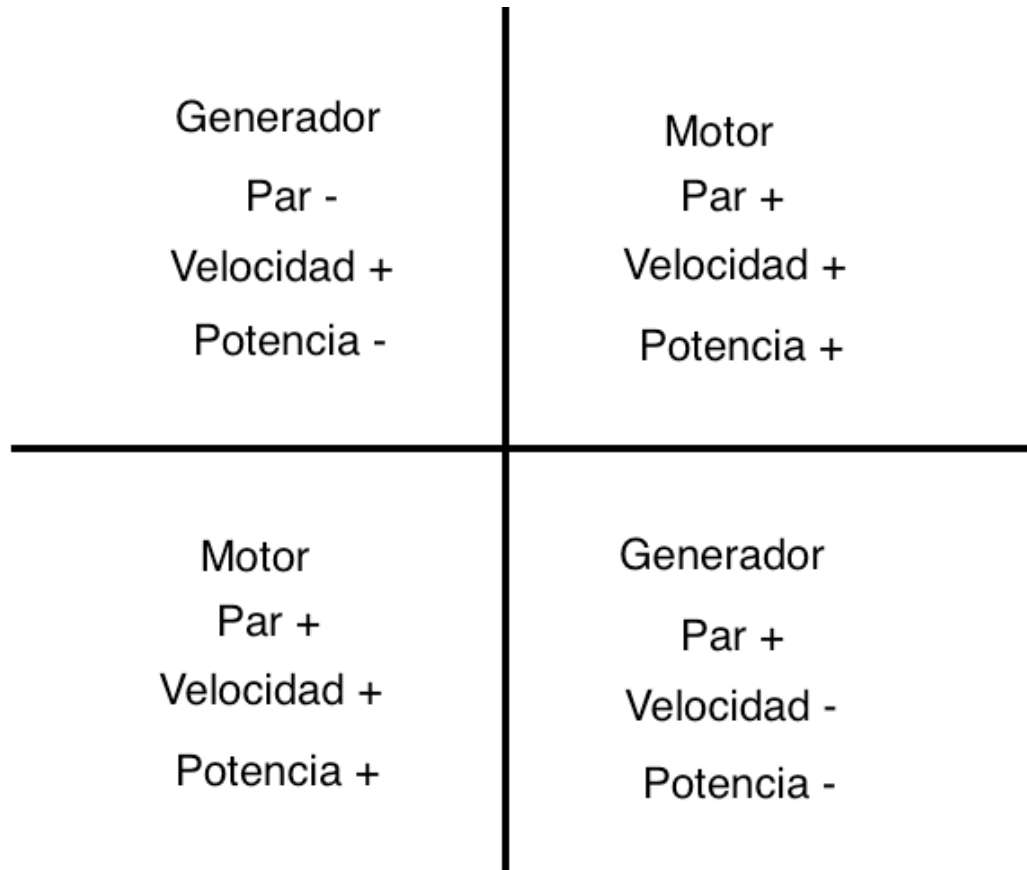 Generador
Par -
Velocidad +
Potencia -
Motor
Par +
Velocidad +
Potencia +
Motor
Par +
Velocidad +
Potencia +
Generador
Par +
Velocidad -
Potencia -